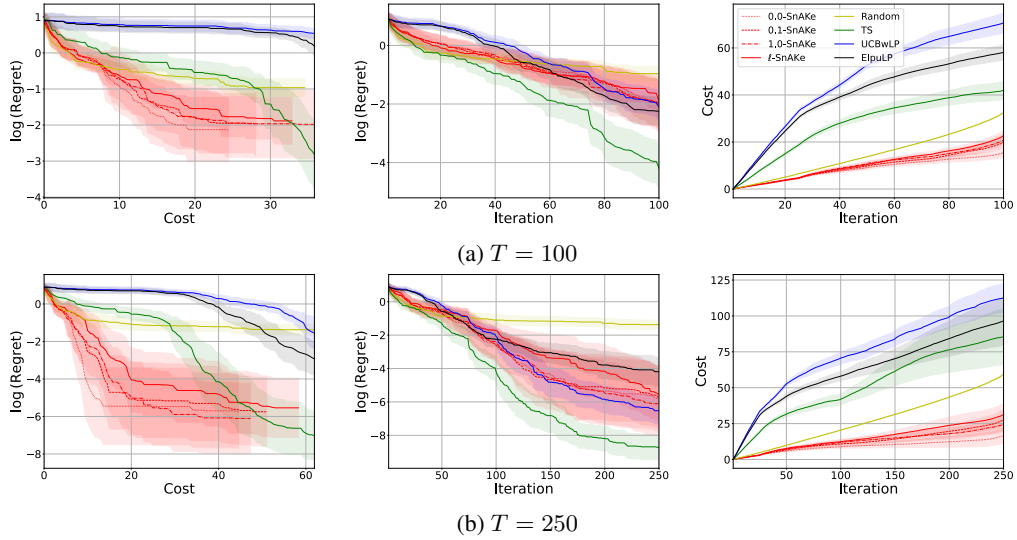 1
0
−1
−2
−3
−4
0
10
20
30
log (Regret)
Cost
0
−2
−4
20
40
60
80
100
log (Regret)
Iteration
60
40
20
0
20
40
60
80
100
Cost
Iteration
0.0-SnAKe
0.1-SnAKe
1.0-SnAKe
ℓ-SnAKe
Random
TS
UCBwLP
EIpuLP
(a) T = 100
0
−2
−4
−6
−8
0
20
40
60
log (Regret)
Cost
0
−2
−4
−6
−8
50
100
150
200
250
log (Regret)
Iteration
125
100
75
50
25
0
50
100
150
200
250
Cost
Iteration
(b) T = 250